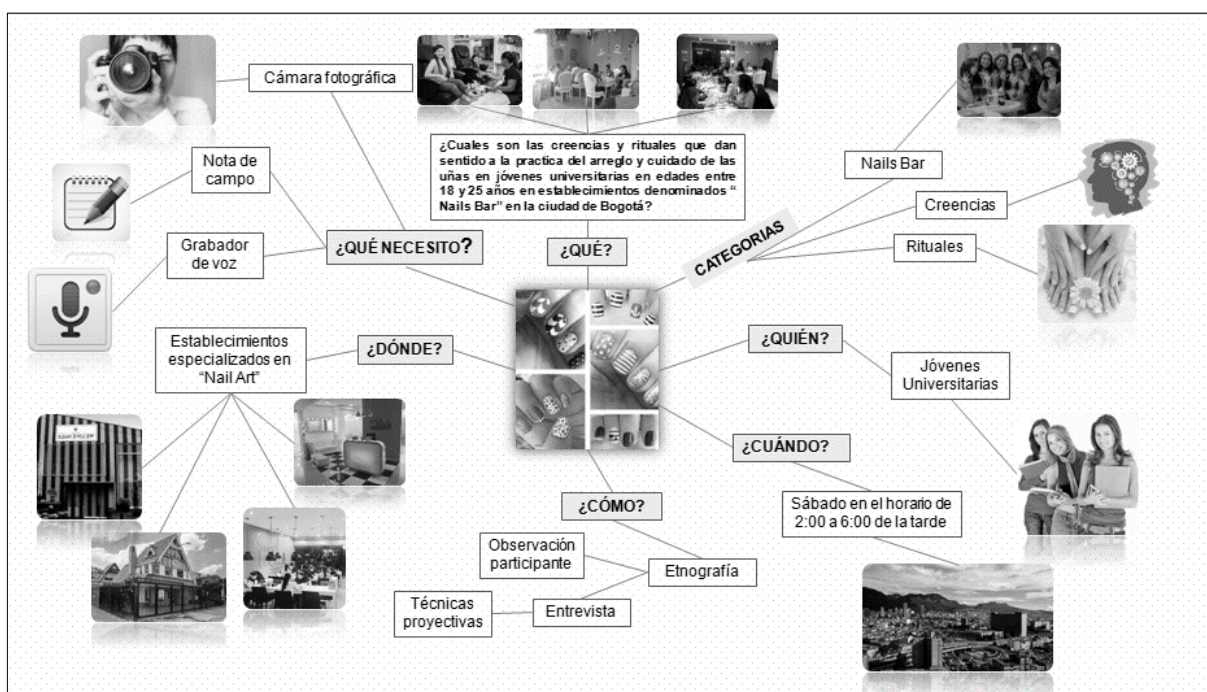 Cámara fotográfica
¿Cuales son las creencias y rituales que dan
sentido a la practica del arreglo y cuidado de las
uñas en jóvenes universitarias en edades entre
18 y 25 años en establecimientos denominados “
Nails Bar” en la ciudad de Bogotá?
Nota de
campo
Grabador
de voz
¿QUÉ NECESITO?
¿QUÉ?
CATEGORIAS
Nails Bar
Creencias
Rituales
Establecimientos
especializados en
“Nail Art”
¿DÓNDE?
¿QUIÉN?
Jóvenes
Universitarias
¿CUÁNDO?
Sábado en el horario de
2:00 a 6:00 de la tarde
¿CÓMO?
Observación
participante
Etnografía
Técnicas
proyectivas
Entrevista